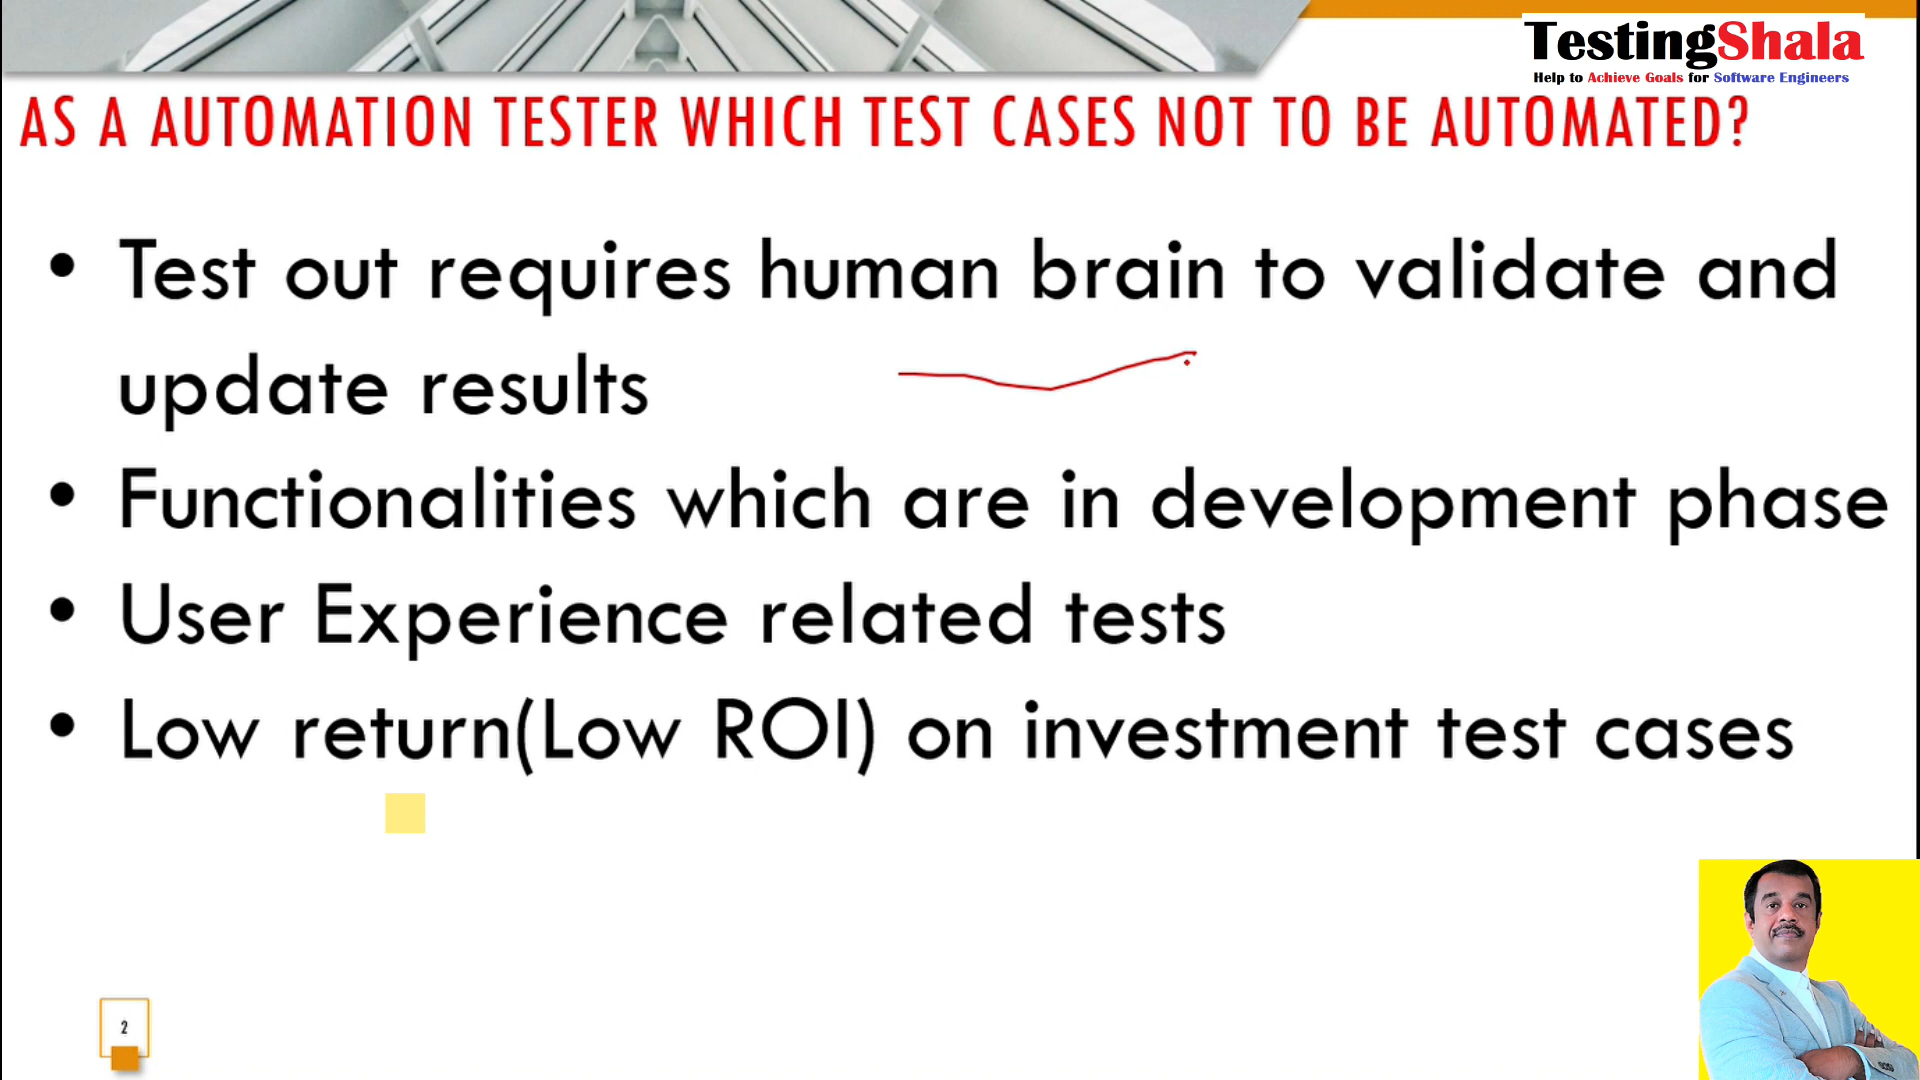 TestingShala
Help to Achieve Goals for Software Engineers
AS A AUTOMATION TESTER WHICH TEST CASES NOT TO BE AUTOMATED?
• Test out requires human brain to validate and
update results
• Functionalities which are in development phase
• User Experience related tests
• Low return(Low ROI) on investment test cases
2